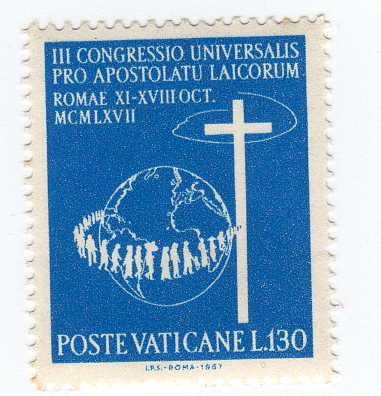 III CONGRESSIO UNIVERSALIS
PRO APOSTOLATU LAICORUM
ROMAE XI-XVIII OCT.
MCMLXVII
POSTE VATICANE L.130
I.P.S.-ROMA-1967